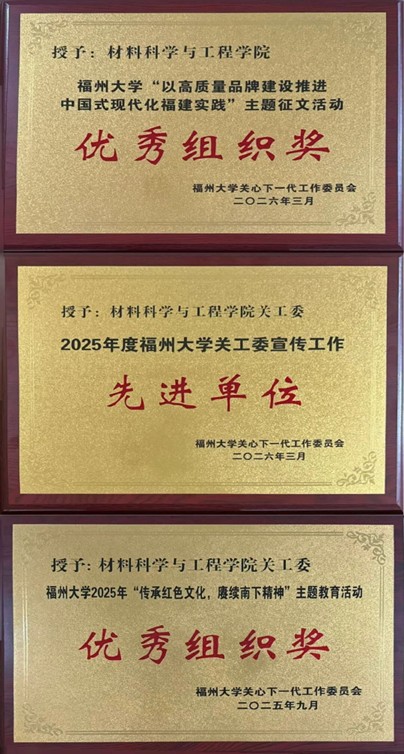 授予：材料科学与工程学院
福州大学“以高质量品牌建设推进
中国式现代化福建实践”主题征文活动
优秀组织奖
福州大学关心下一代工作委员会
二〇二六年三月
授予：材料科学与工程学院关工委
2025年度福州大学关工委宣传工作
先进单位
福州大学关心下一代工作委员会
二〇二六年三月
授予：材料科学与工程学院关工委
福州大学2025年“传承红色文化，赓续南下精神”主题教育活动
优秀组织奖
福州大学关心下一代工作委员会
二〇二五年九月